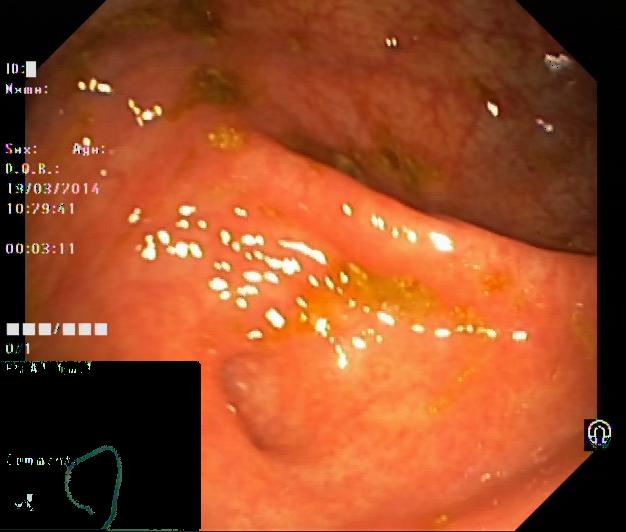 ID:
Name:
Sex: Age:
D.O.B.:
19/03/2014
10:29:41
00:03:11
0/1
Comment